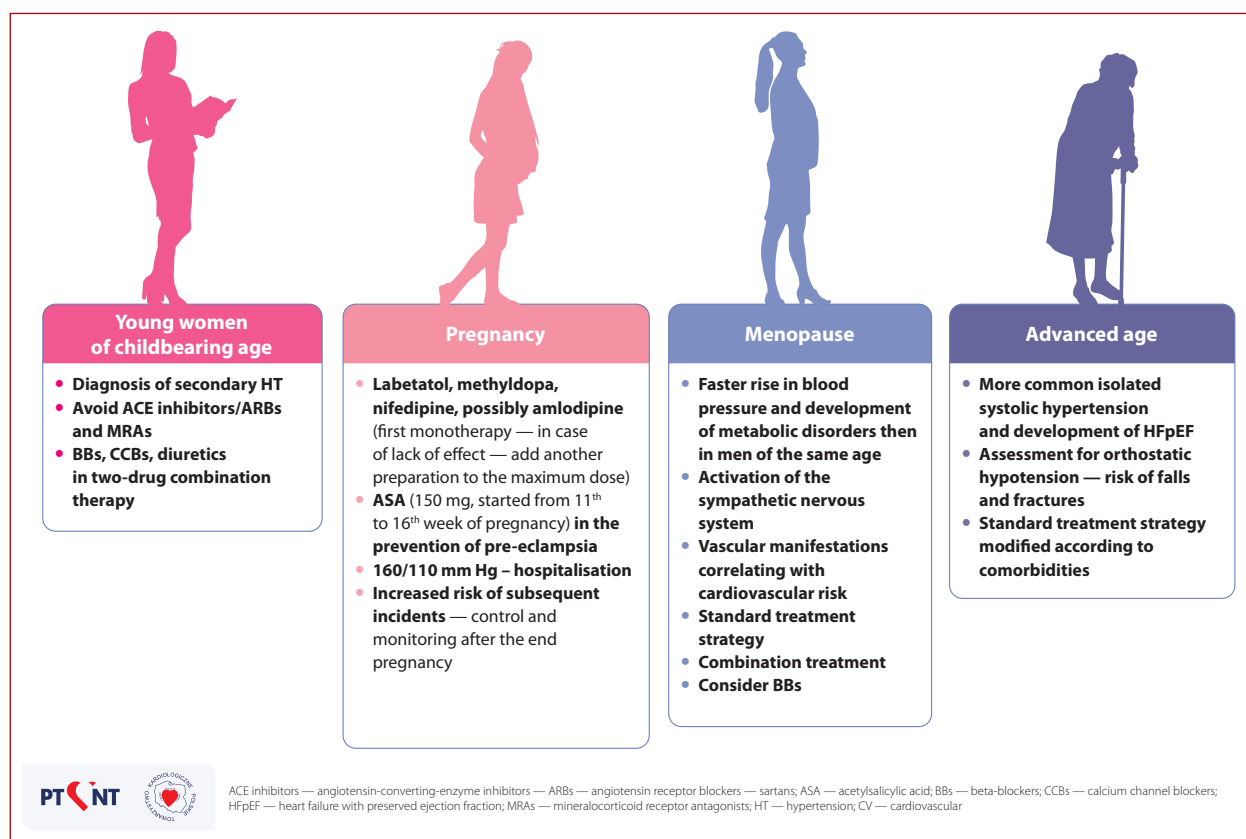 Young women
of childbearing age
• Diagnosis of secondary HT
• Avoid ACE inhibitors/ARBs
and MRAs
• BBs, CCBs, diuretics
in two-drug combination
therapy
Pregnancy
• Labetatol, methyldopa,
nifedipine, possibly amlodipine
(first monotherapy — in case
of lack of effect — add another
preparation to the maximum dose)
• ASA (150 mg, started from 11th
to 16th week of pregnancy) in the
prevention of pre-eclampsia
• 160/110 mm Hg – hospitalisation
• Increased risk of subsequent
incidents — control and
monitoring after the end
pregnancy
Menopause
• Faster rise in blood
pressure and development
of metabolic disorders then
in men of the same age
• Activation of the
sympathetic nervous
system
• Vascular manifestations
correlating with
cardiovascular risk
• Standard treatment
strategy
• Combination treatment
• Consider BBs
Advanced age
• More common isolated
systolic hypertension
and development of HFpEF
• Assessment for orthostatic
hypotension — risk of falls
and fractures
• Standard treatment strategy
modified according to
comorbidities
PT NT
POLSKIE TOWARZYSTWO KARDIOLOGICZNE
ACE inhibitors — angiotensin-converting-enzyme inhibitors — ARBs — angiotensin receptor blockers — sartans; ASA — acetylsalicylic acid; BBs — beta-blockers; CCBs — calcium channel blockers;
HFpEF — heart failure with preserved ejection fraction; MRAs — mineralocorticoid receptor antagonists; HT — hypertension; CV — cardiovascular